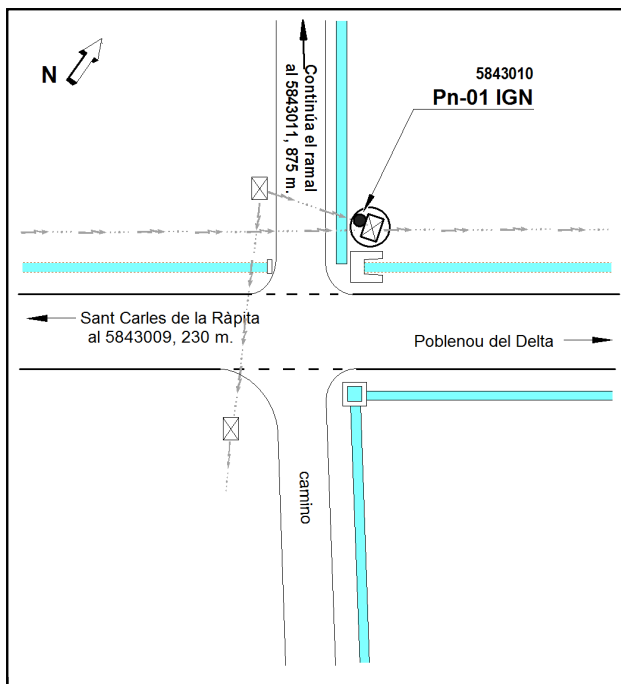 N
5843010
Pn-01 IGN
Continúa el ramal
al 5843011, 875 m.
Sant Carles de la Ràpita
al 5843009, 230 m.
Poblenou del Delta
camino